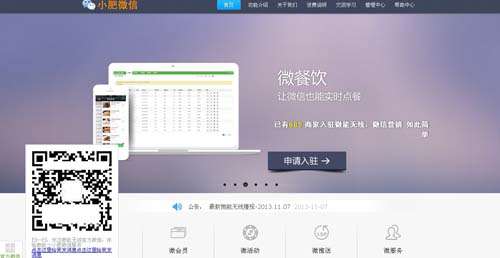 小肥微信
首页 功能介绍 关于我们 资费说明 交流学习 管理中心 帮助中心
微餐饮
让微信也能实时点餐
商家入驻微能无线，微信营销 如此简
单
申请入驻 →
公告： 最新微能无线播报-2013.11.07 2013-11-07
微会员 微活动 微推送 微服务
官方微信